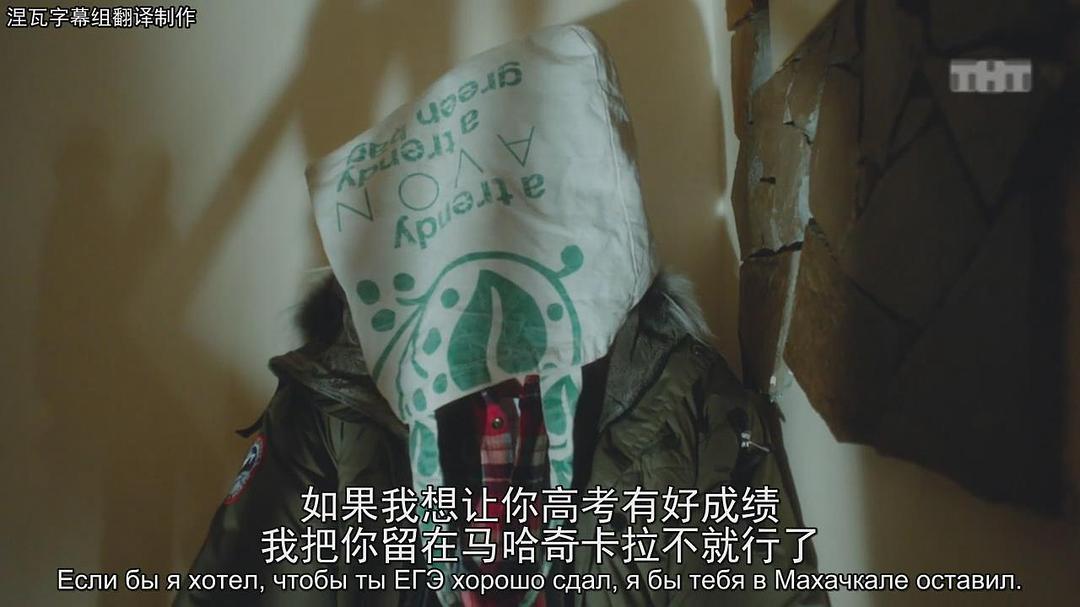 涅瓦字幕组翻译制作
ТНТ
green bag
a trendy
AVON
a trendy
如果我想让你高考有好成绩
我把你留在马哈奇卡拉不就行了
Если бы я хотел, чтобы ты ЕГЭ хорошо сдал, я бы тебя в Махачкале оставил.